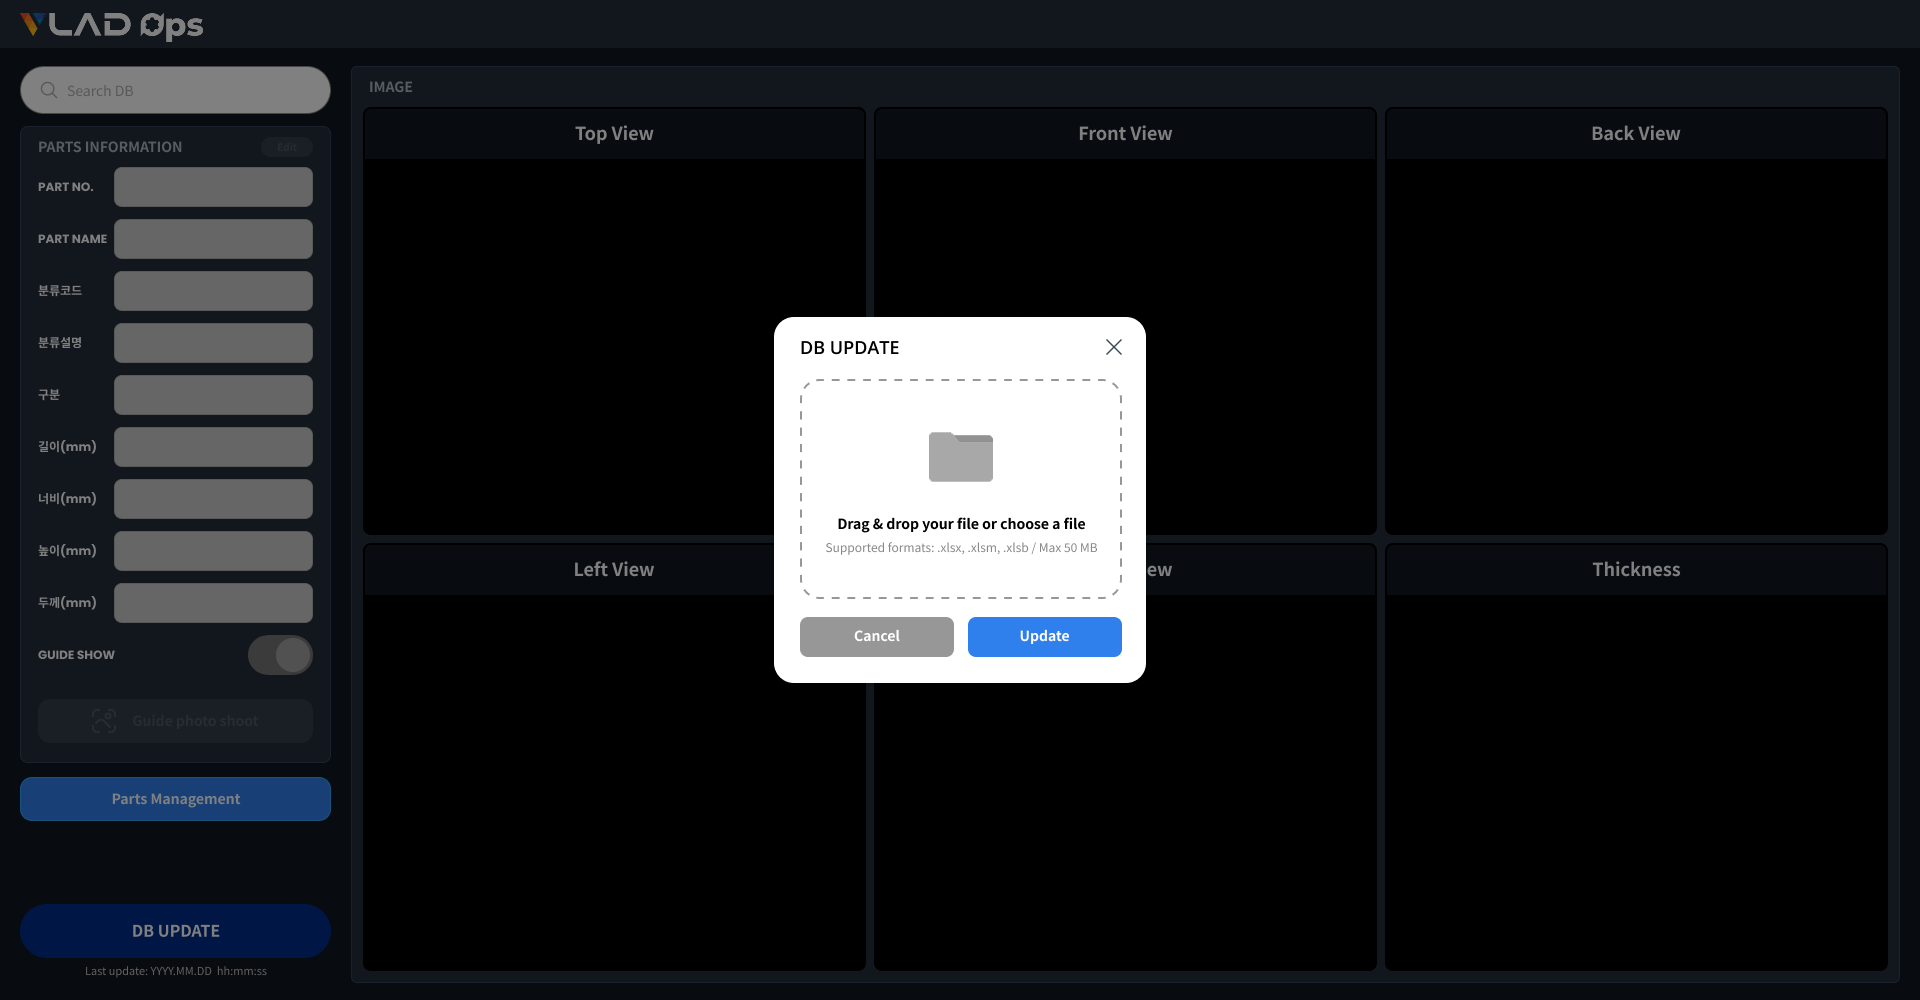 VLAD Ops
Search DB
PARTS INFORMATION
Edit
PART NO.
PART NAME
분류코드
분류설명
구분
길이(mm)
너비(mm)
높이(mm)
두께(mm)
GUIDE SHOW
Guide photo shoot
Parts Management
DB UPDATE
Last update: YYYY.MM.DD hh:mm:ss
IMAGE
Top View
Front View
Back View
Left View
ew
Thickness
DB UPDATE
Drag & drop your file or choose a file
Supported formats: .xlsx, .xlsm, .xlsb / Max 50 MB
Cancel
Update